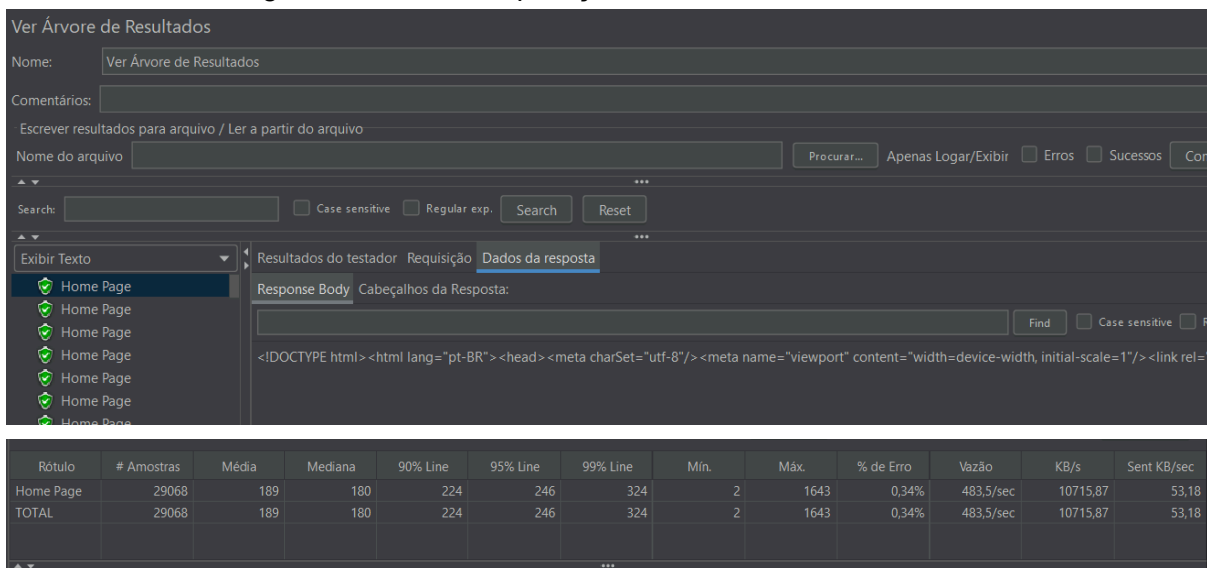 Ver Árvore de Resultados
Nome: Ver Árvore de Resultados
Comentários:
Escrever resultados para arquivo / Ler a partir do arquivo
Nome do arquivo Procurar... Apenas Logar/Exibir Erros Sucessos
Search: Case sensitive Regular exp. Search Reset
Exibir Texto Resultados do testador Requisição Dados da resposta
Home Page Response Body Cabeçalhos da Resposta:
Home Page
Home Page Find Case sensitive
Home Page <!DOCTYPE html><html lang="pt-BR"><head><meta charSet="utf-8"/><meta name="viewport" content="width=device-width, initial-scale=1"/><link rel="
Home Page
Home Page
Home Page
Rótulo # Amostras Média Mediana 90% Line 95% Line 99% Line Mín. Máx. % de Erro Vazão KB/s Sent KB/sec
Home Page 29068 189 180 224 246 324 2 1643 0,34% 483,5/sec 10715,87 53,18
TOTAL 29068 189 180 224 246 324 2 1643 0,34% 483,5/sec 10715,87 53,18